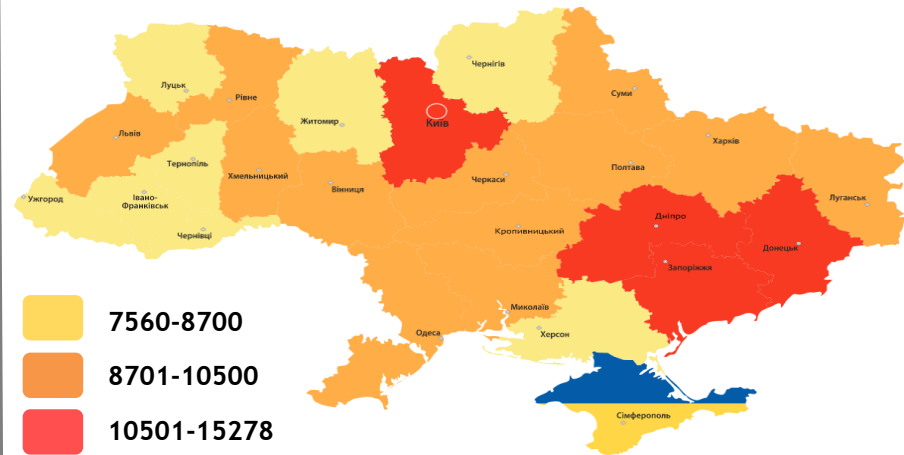 Чернігів
Луцьк
Рівне
Суми
Житомир
Київ
Львів
Харків
Тернопіль
Полтава
Хмельницький
Черкаси
Вінниця
Ужгород
Івано-
Франківськ
Луганськ
Дніпро
Чернівці
Кропивницький
Донецьк
Запоріжжя
Миколаїв
Одеса
Херсон
7560-8700
8701-10500
Сімферополь
10501-15278